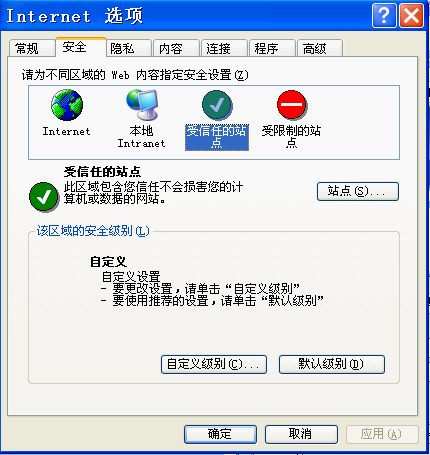 Internet 选项
常规 安全 隐私 内容 连接 程序 高级
请为不同区域的 Web 内容指定安全设置(Z)
Internet
本地
Intranet
受信任的站
点
受限制的站
点
受信任的站点
此区域包含您信任不会损害您的计
算机或数据的网站。
站点(S)...
该区域的安全级别(L)
自定义
自定义设置
- 要更改设置，请单击“自定义级别”
- 要使用推荐的设置，请单击“默认级别”
自定义级别(C)... 默认级别(D)
确定 取消 应用(A)